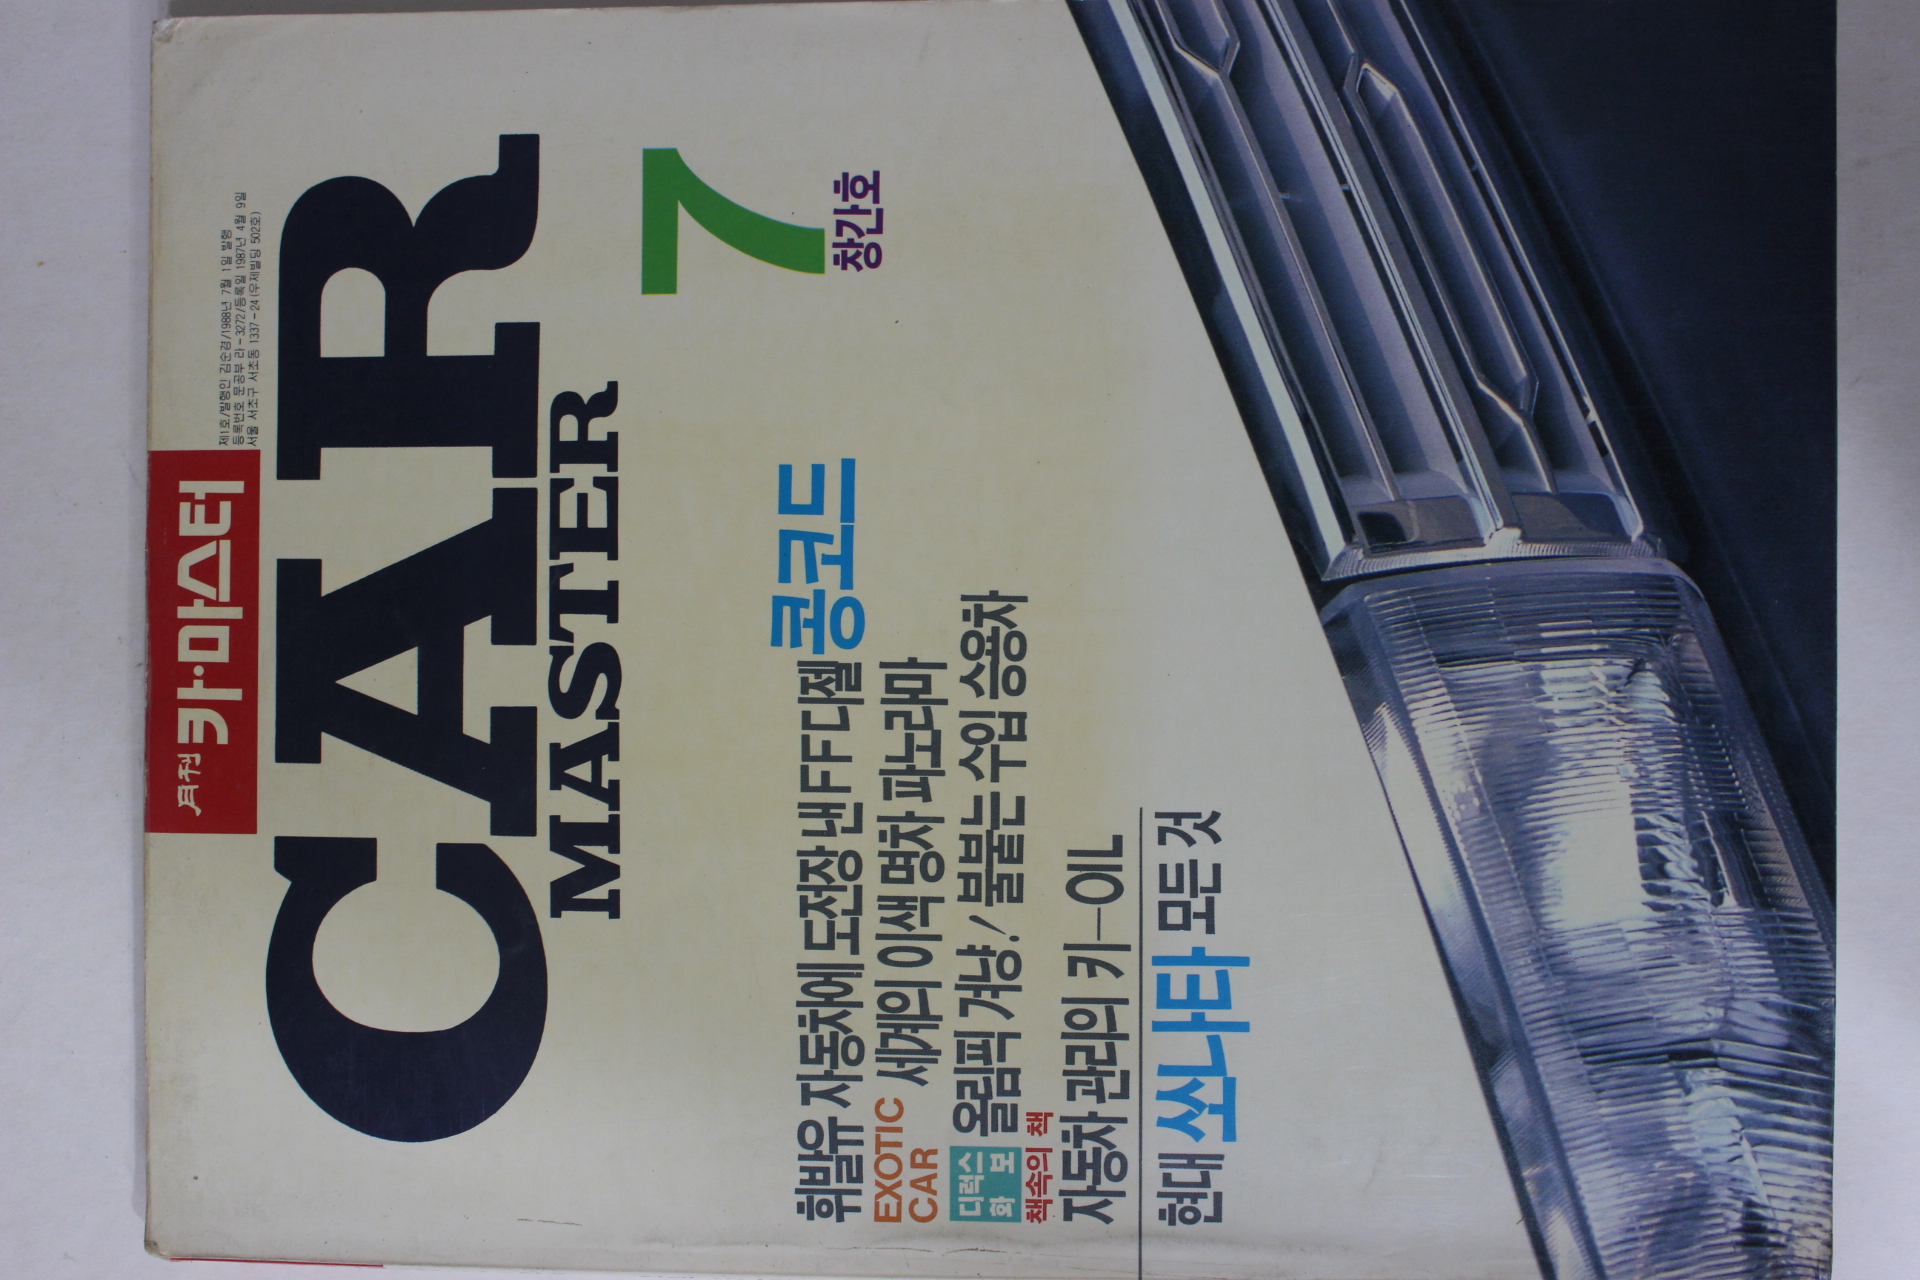 月刊 카·마스터
제1호/발행인 김순경/1988년 7월 1일 발행
등록번호 문공부 라-3272/등록일 1987년 4월 9일
서울 서초구 서초동 1337-24(우제빌딩 502호)
CAR
MASTER
7
창간호
휘발유 자동차에 도전장 낸 FF디젤 콩코드
EXOTIC CAR 세계의 이색 명차 파노라마
디럭스 화보 올림픽 겨냥! 불붙는 수입 승용차
책속의 책
자동차 관리의 키-OIL
현대 쏘나타 모든 것